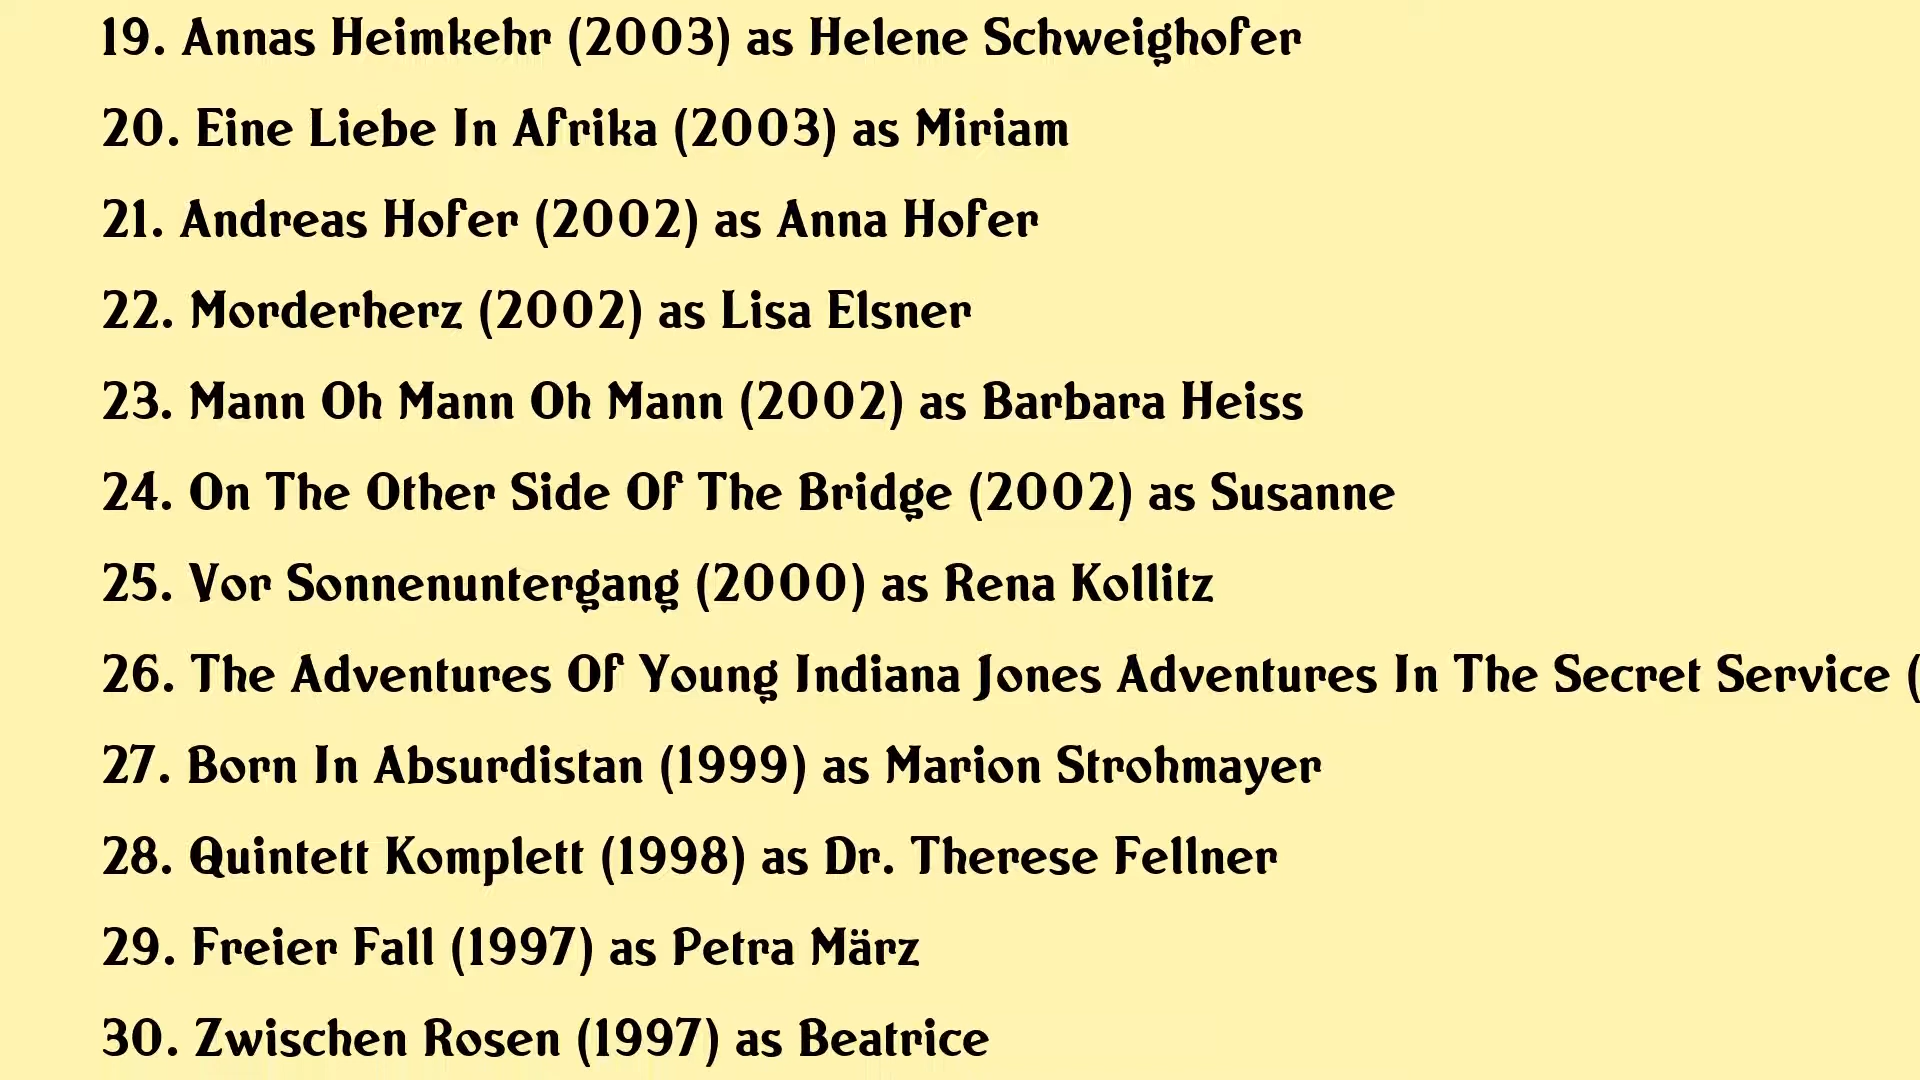 19. Annas Heimkehr (2003) as Helene Schweighofer
20. Eine Liebe In Afrika (2003) as Miriam
21. Andreas Hofer (2002) as Anna Hofer
22. Morderherz (2002) as Lisa Elsner
23. Mann Oh Mann Oh Mann (2002) as Barbara Heiss
24. On The Other Side Of The Bridge (2002) as Susanne
25. Vor Sonnenuntergang (2000) as Rena Kollitz
26. The Adventures Of Young Indiana Jones Adventures In The Secret Service (
27. Born In Absurdistan (1999) as Marion Strohmayer
28. Quintett Komplett (1998) as Dr. Therese Fellner
29. Freier Fall (1997) as Petra März
30. Zwischen Rosen (1997) as Beatrice